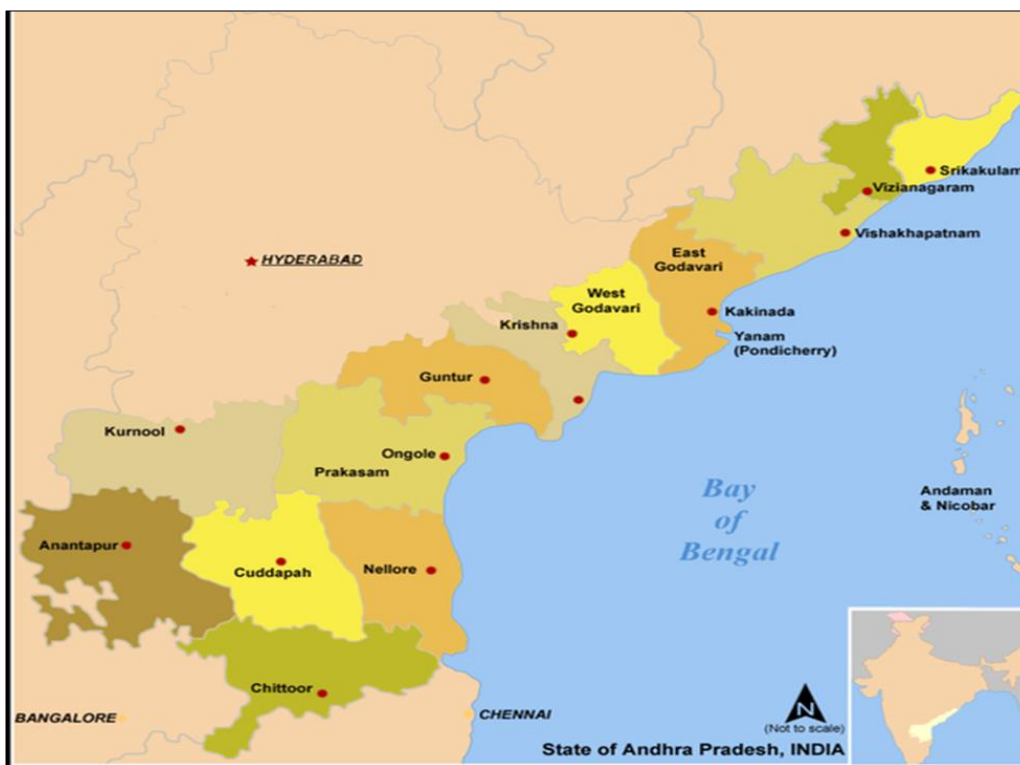 Srikakulam
Vizianagaram
Vishakhapatnam
East
Godavari
HYDERABAD
West
Godavari
Kakinada
Krishna
Yanam
(Pondicherry)
Guntur
Kurnool
Ongole
Prakasam
Bay
of
Bengal
Andaman
& Nicobar
Anantapur
Cuddapah
Nellore
Chittoor
BANGALORE
CHENNAI
N
(Not to scale)
State of Andhra Pradesh, INDIA